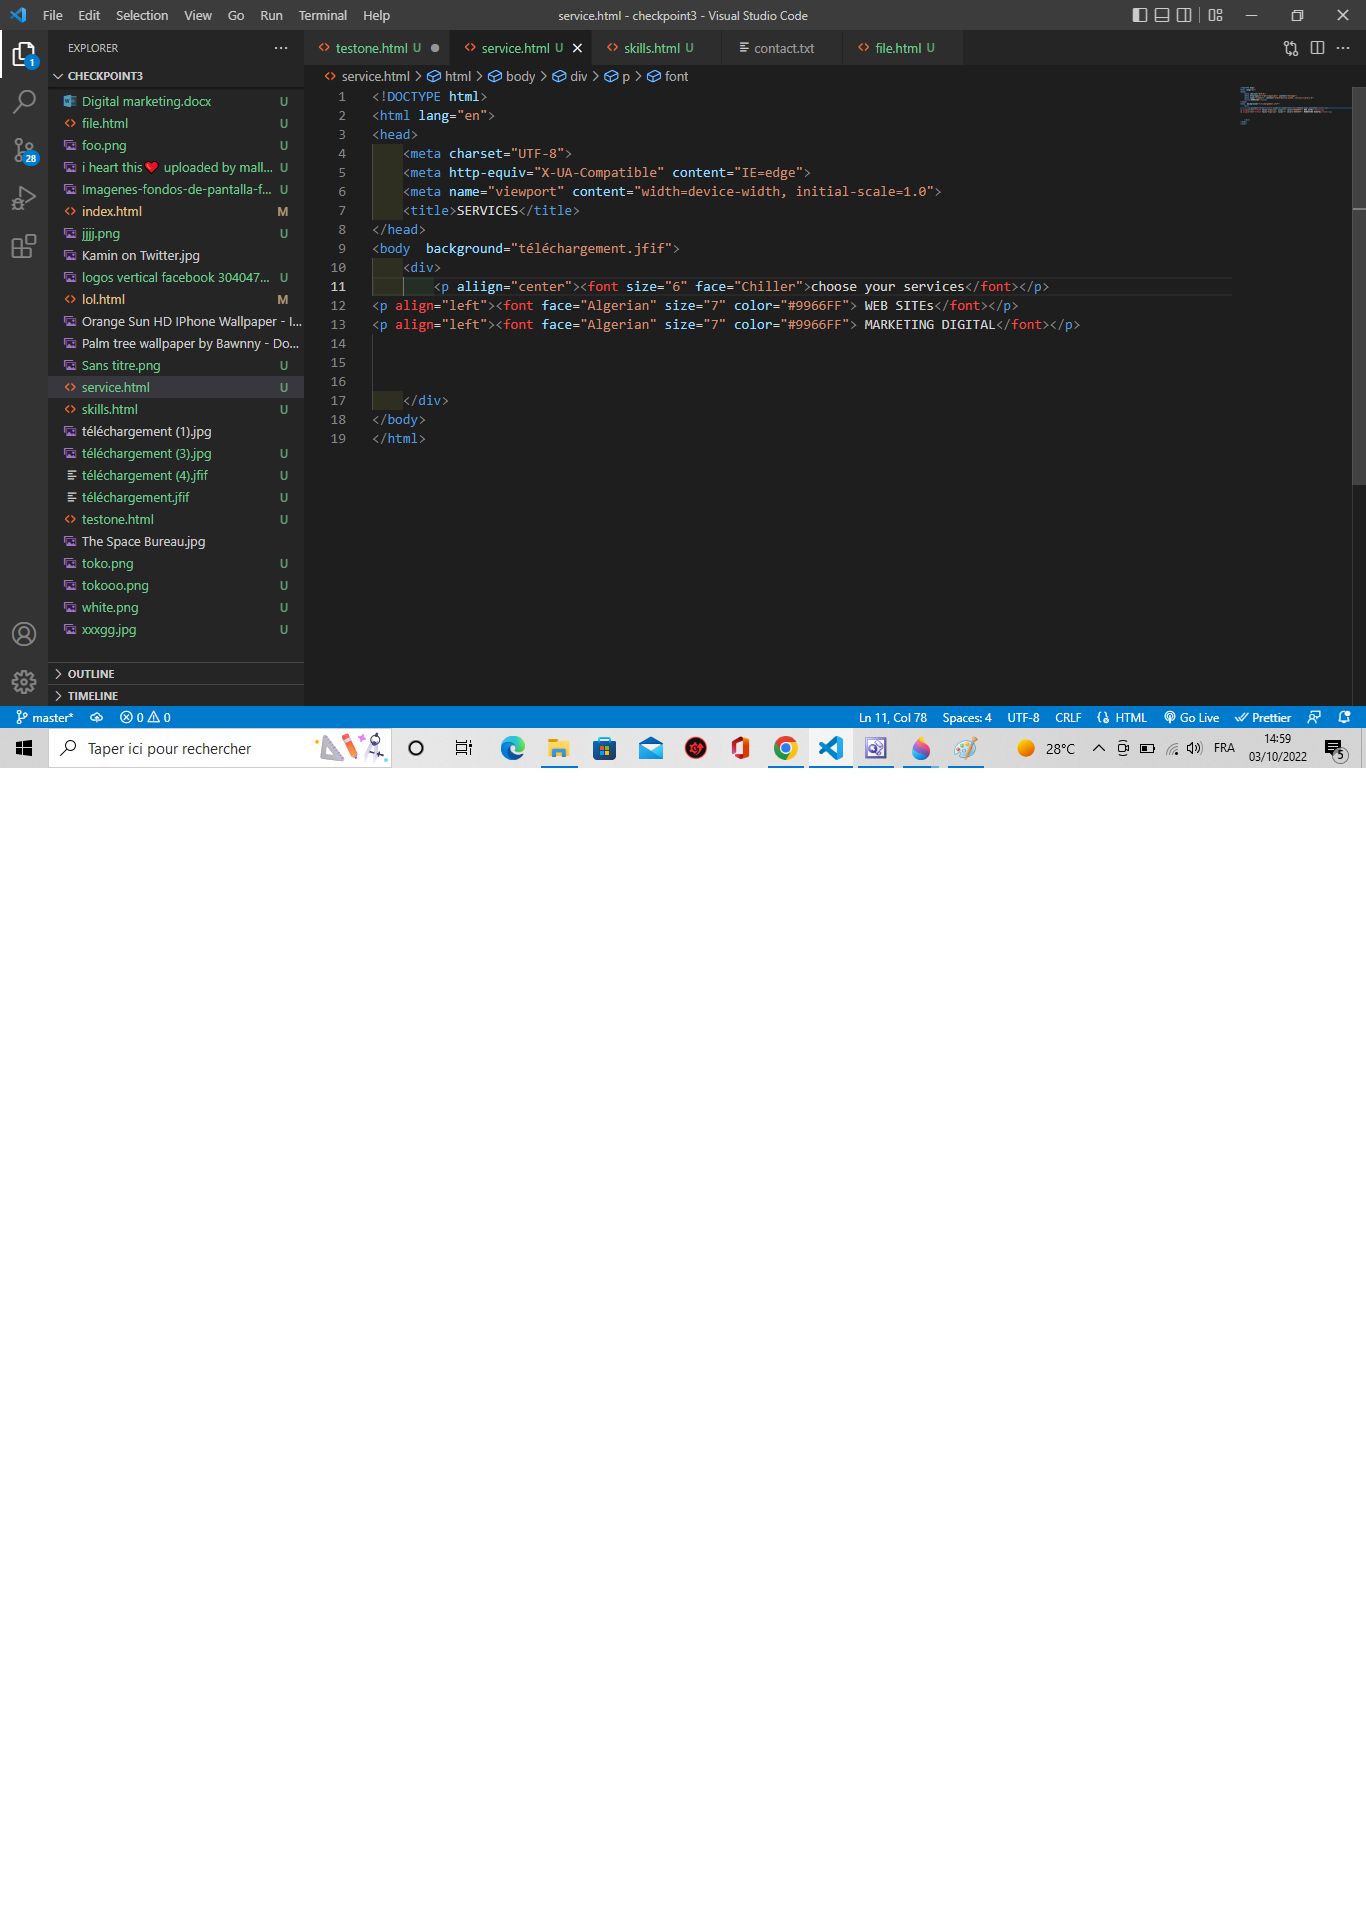 File Edit Selection View Go Run Terminal Help service.html - checkpoint3 - Visual Studio Code
EXPLORER
CHECKPOINT3
Digital marketing.docx U
file.html U
foo.png U
i heart this❤ uploaded by mall... U
Imagenes-fondos-de-pantalla-f... U
index.html M
jjjj.png U
Kamin on Twitter.jpg
logos vertical facebook 304047... U
lol.html M
Orange Sun HD IPhone Wallpaper - I...
Palm tree wallpaper by Bawnny - Do...
Sans titre.png U
service.html U
skills.html U
téléchargement (1).jpg
téléchargement (3).jpg U
téléchargement (4).jfif U
téléchargement.jfif U
testone.html U
The Space Bureau.jpg
toko.png U
tokooo.png U
white.png U
xxxgg.jpg U
OUTLINE
TIMELINE
1
28
testone.html U service.html U skills.html U contact.txt file.html U
service.html > html > body > div > p > font
1 <!DOCTYPE html>
2 <html lang="en">
3 <head>
4 <meta charset="UTF-8">
5 <meta http-equiv="X-UA-Compatible" content="IE=edge">
6 <meta name="viewport" content="width=device-width, initial-scale=1.0">
7 <title>SERVICES</title>
8 </head>
9 <body  background="téléchargement.jfif">
10 <div>
11 <p aliign="center"><font size="6" face="Chiller">choose your services</font></p>
12 <p align="left"><font face="Algerian" size="7" color="#9966FF"> WEB SITEs</font></p>
13 <p align="left"><font face="Algerian" size="7" color="#9966FF"> MARKETING DIGITAL</font></p>
14
15
16
17 </div>
18 </body>
19 </html>
master* 0 0 Ln 11, Col 78 Spaces: 4 UTF-8 CRLF HTML Go Live Prettier
Taper ici pour rechercher 28°C FRA 14:59
03/10/2022 5